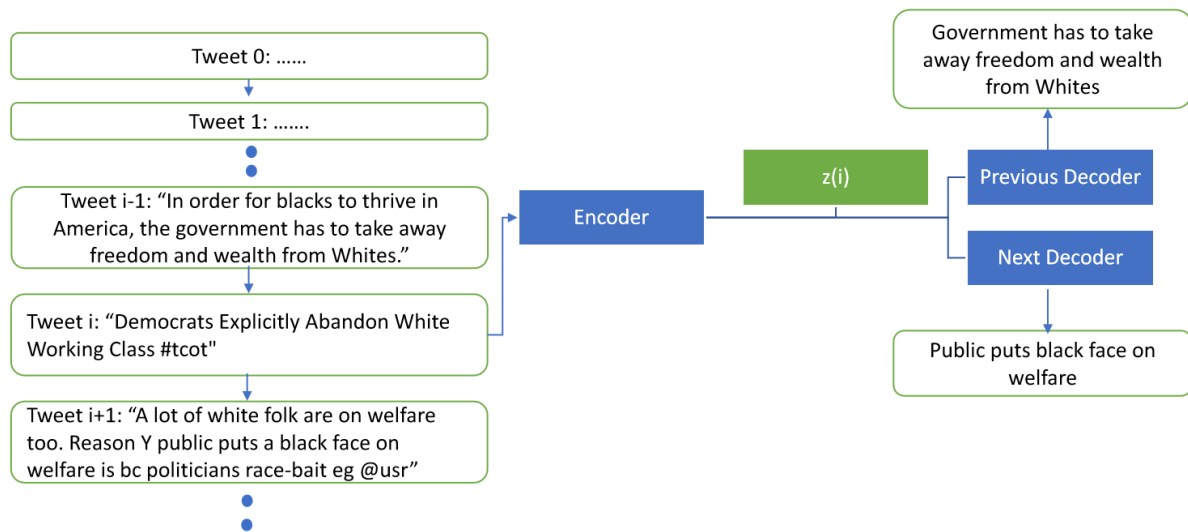 Tweet 0: ......
Tweet 1: .......
Tweet i-1: “In order for blacks to thrive in
America, the government has to take away
freedom and wealth from Whites.”
Tweet i: “Democrats Explicitly Abandon White
Working Class #tcot"
Tweet i+1: “A lot of white folk are on welfare
too. Reason Y public puts a black face on
welfare is bc politicians race-bait eg @usr”
Encoder
z(i)
Government has to take
away freedom and wealth
from Whites
Previous Decoder
Next Decoder
Public puts black face on
welfare